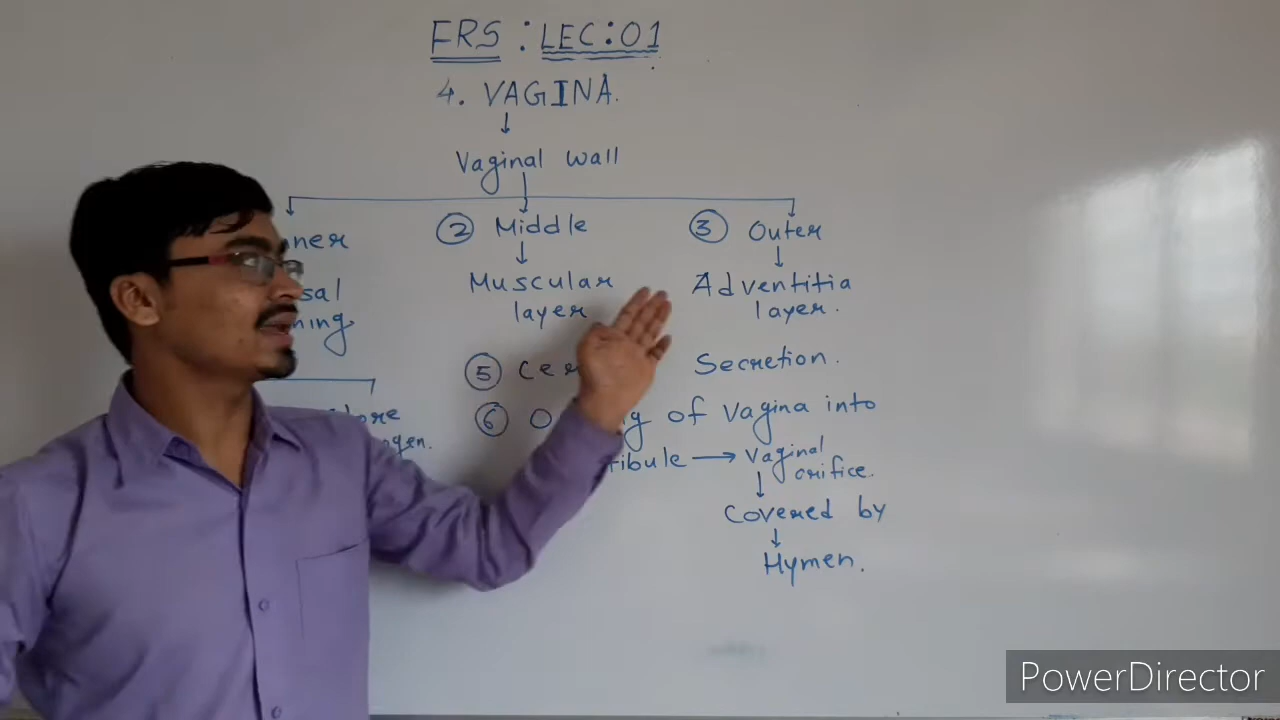 FRS : LEC:01
4. VAGINA.
↓
Vaginal wall
② Middle
↓
Muscular
layer
③ Outer
↓
Adventitia
layer.
⑤ Secretion.
⑥ of vagina into
→ Vaginal
orifice.
↓
Covered by
↓
Hymen.
PowerDirector